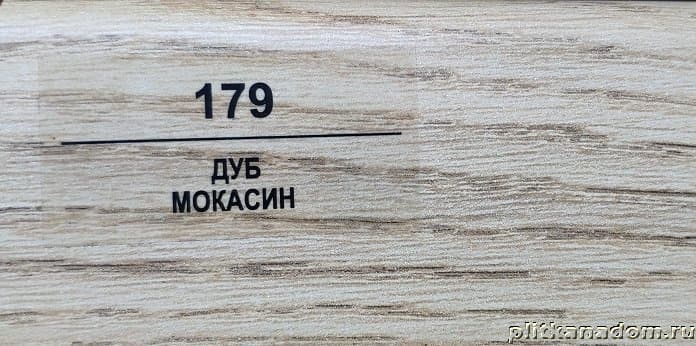 179
ДУБ
МОКАСИН
plitkanadom.ru